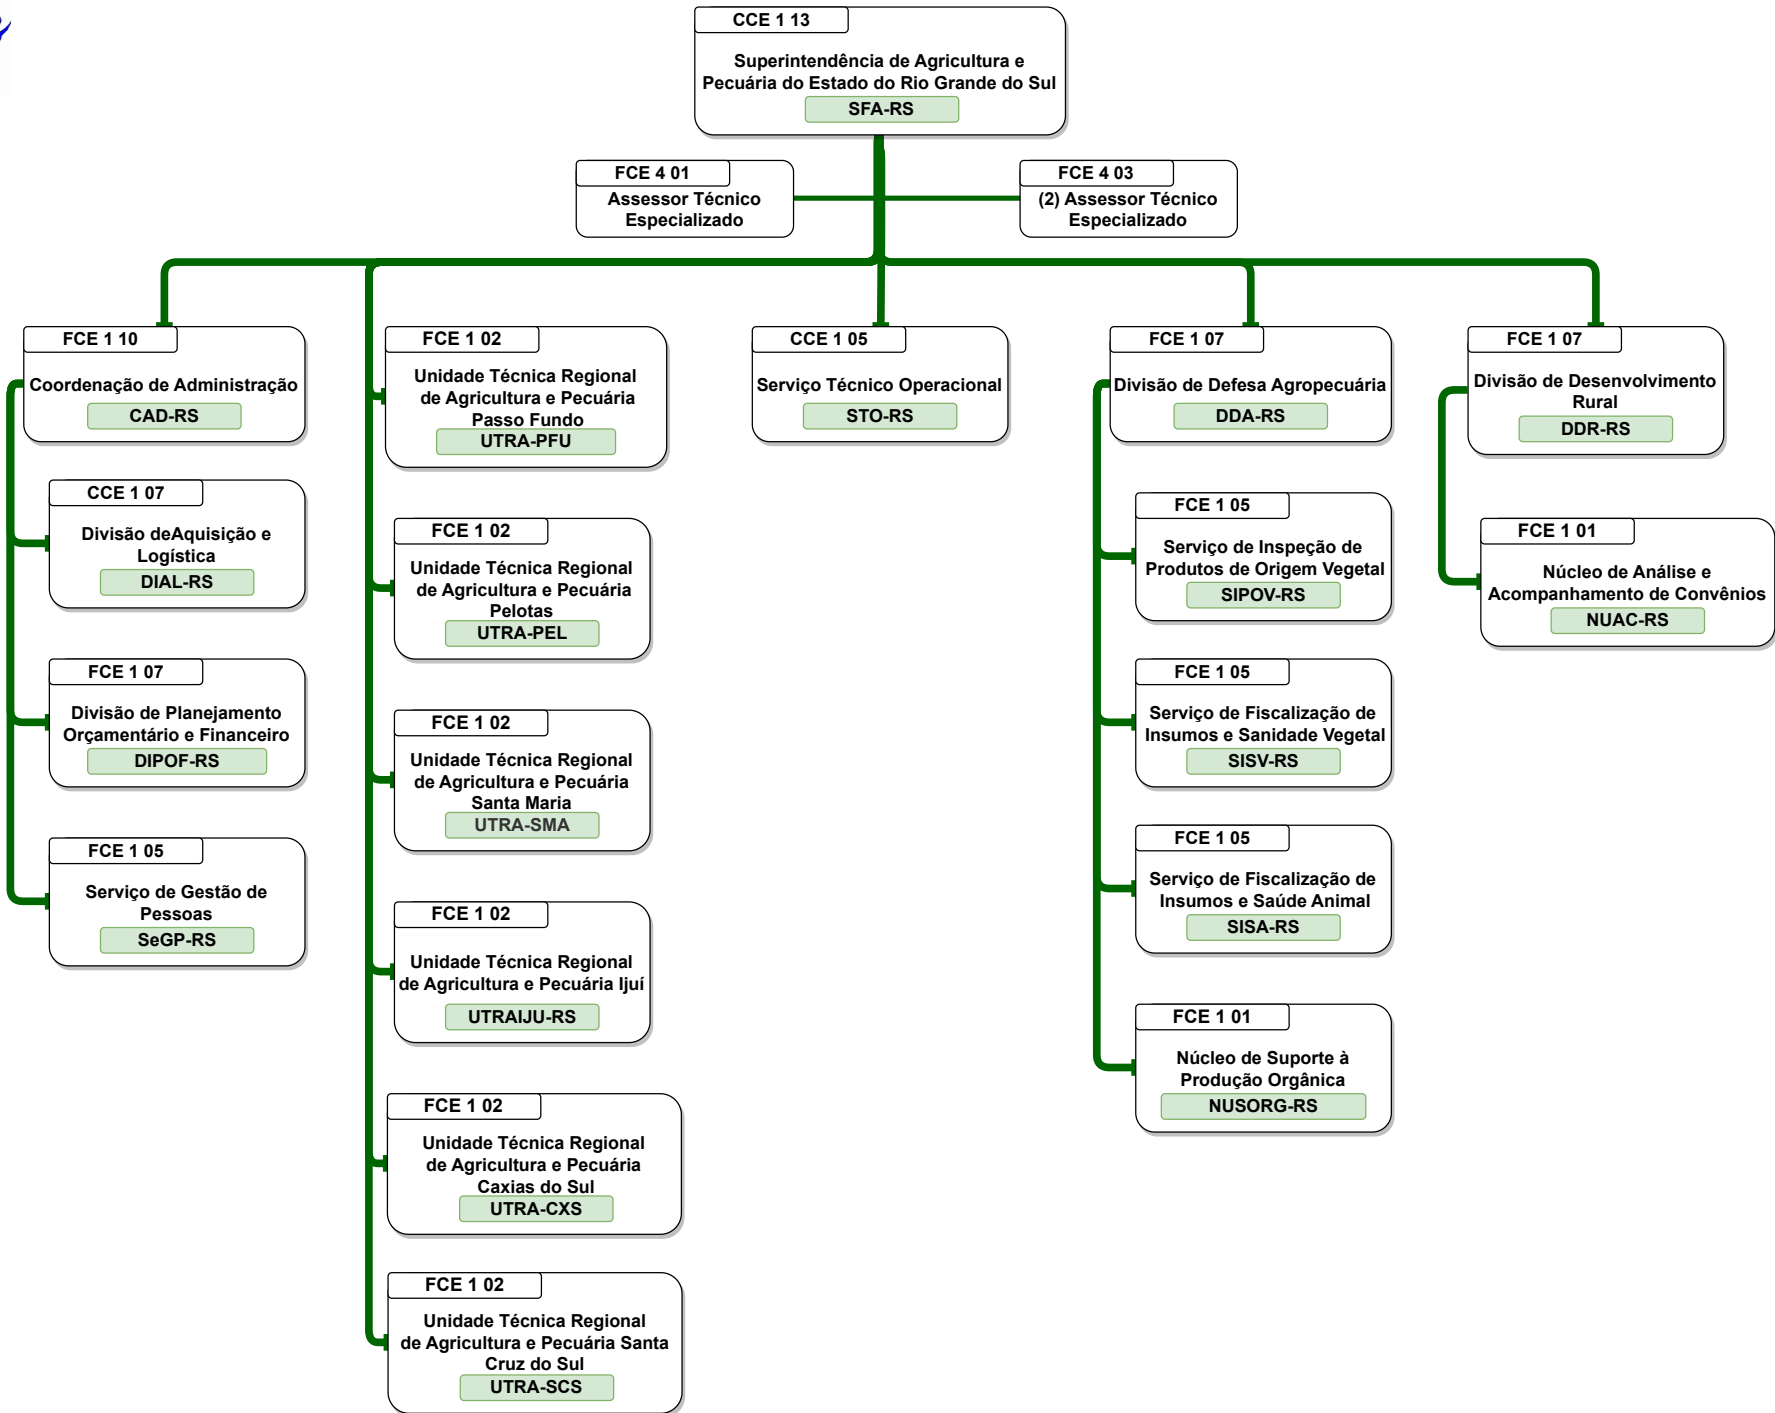 CCE 1 13
Superintendência de Agricultura e
Pecuária do Estado do Rio Grande do Sul
SFA-RS
FCE 4 01
Assessor Técnico
Especializado
FCE 4 03
(2) Assessor Técnico
Especializado
FCE 1 10
Coordenação de Administração
CAD-RS
CCE 1 07
Divisão deAquisição e
Logística
DIAL-RS
FCE 1 07
Divisão de Planejamento
Orçamentário e Financeiro
DIPOF-RS
FCE 1 05
Serviço de Gestão de
Pessoas
SeGP-RS
FCE 1 02
Unidade Técnica Regional
de Agricultura e Pecuária
Passo Fundo
UTRA-PFU
FCE 1 02
Unidade Técnica Regional
de Agricultura e Pecuária
Pelotas
UTRA-PEL
FCE 1 02
Unidade Técnica Regional
de Agricultura e Pecuária
Santa Maria
UTRA-SMA
FCE 1 02
Unidade Técnica Regional
de Agricultura e Pecuária Ijuí
UTRAIJU-RS
FCE 1 02
Unidade Técnica Regional
de Agricultura e Pecuária
Caxias do Sul
UTRA-CXS
FCE 1 02
Unidade Técnica Regional
de Agricultura e Pecuária Santa
Cruz do Sul
UTRA-SCS
CCE 1 05
Serviço Técnico Operacional
STO-RS
FCE 1 07
Divisão de Defesa Agropecuária
DDA-RS
FCE 1 05
Serviço de Inspeção de
Produtos de Origem Vegetal
SIPOV-RS
FCE 1 05
Serviço de Fiscalização de
Insumos e Sanidade Vegetal
SISV-RS
FCE 1 05
Serviço de Fiscalização de
Insumos e Saúde Animal
SISA-RS
FCE 1 01
Núcleo de Suporte à
Produção Orgânica
NUSORG-RS
FCE 1 07
Divisão de Desenvolvimento
Rural
DDR-RS
FCE 1 01
Núcleo de Análise e
Acompanhamento de Convênios
NUAC-RS